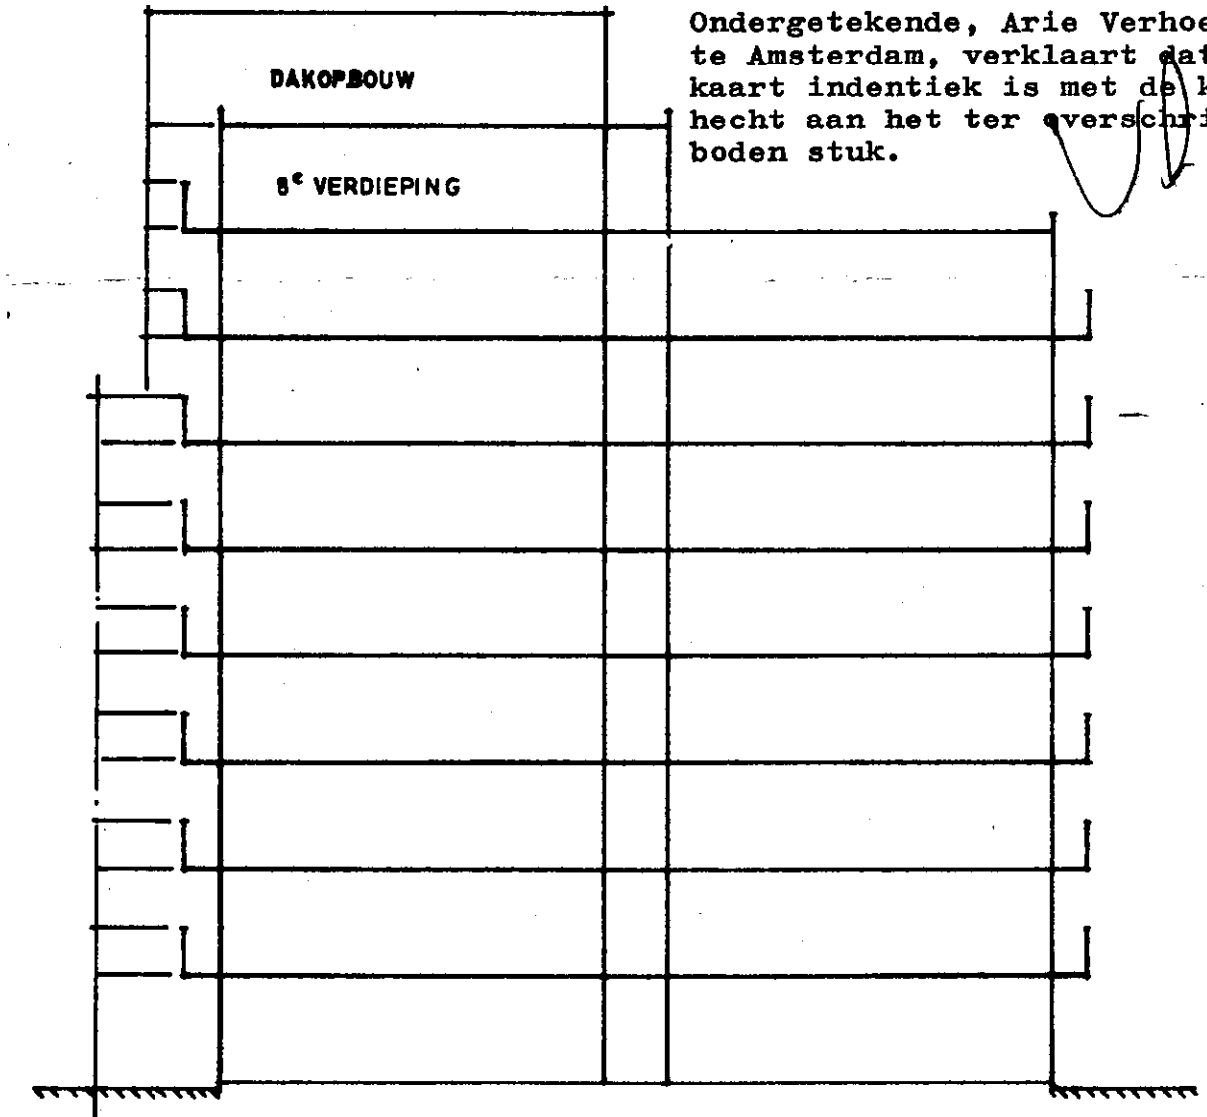 Ondergetekende, Arie Verhoe
te Amsterdam, verklaart dat
kaart indentiek is met de k
hecht aan het ter overschri
boden stuk.
DAKOPBOUW
8e VERDIEPING